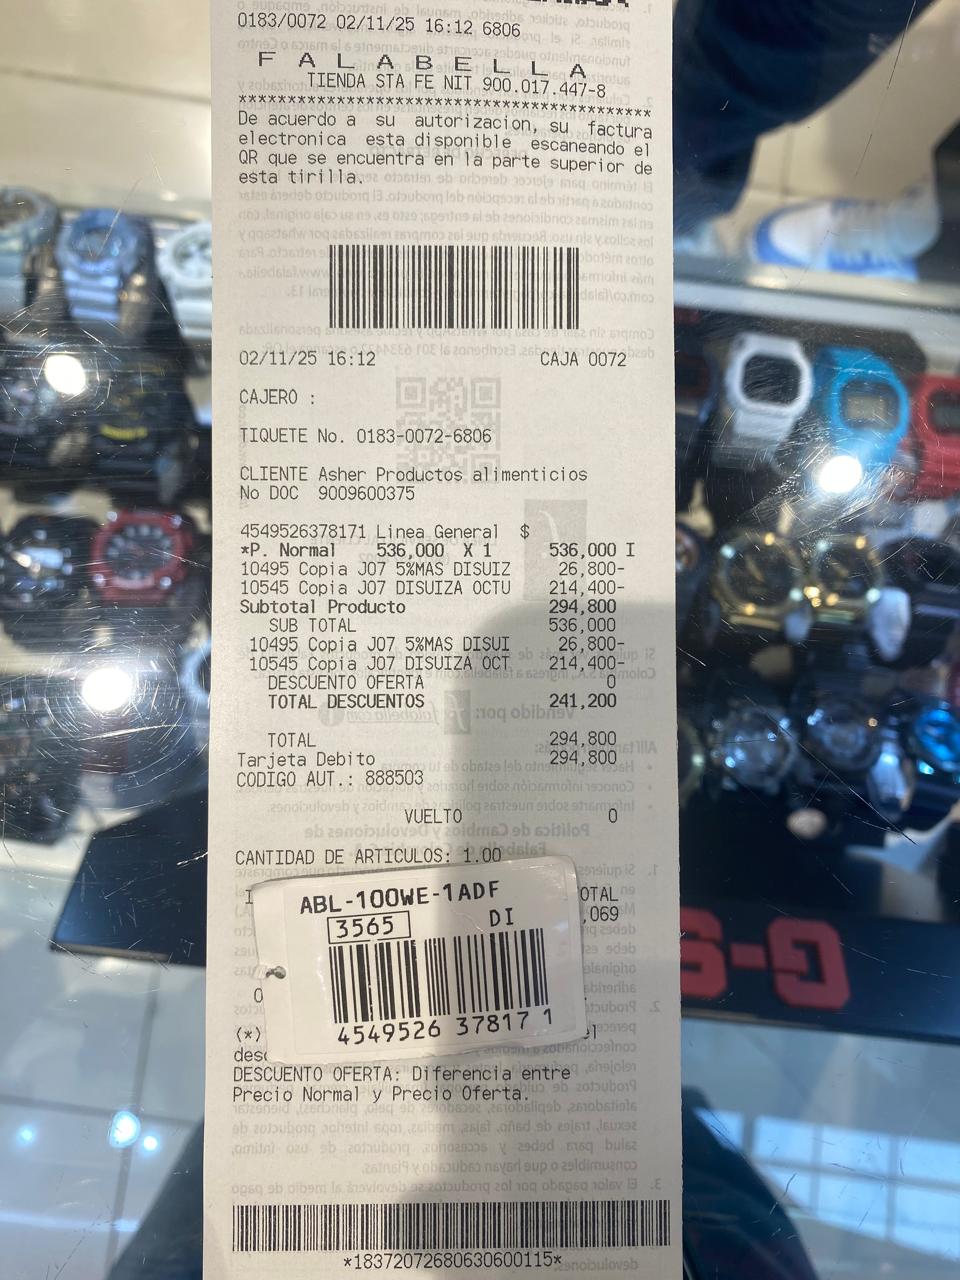 0183/0072 02/11/25 16:12 6806
F A L A B E L L A
TIENDA STA FE NIT 900.017.447-8
******************************************
De acuerdo a su autorizacion, su factura
electronica esta disponible escaneando el
QR que se encuentra en la parte superior de
esta tirilla.
02/11/25 16:12 CAJA 0072
CAJERO :
TIQUETE No. 0183-0072-6806
CLIENTE Asher Productos alimenticios
No DOC 9009600375
4549526378171 Linea General $
*P. Normal 536,000 X 1 536,000 I
10495 Copia J07 5%MAS DISUIZ 26,800-
10545 Copia J07 DISUIZA OCTU 214,400-
Subtotal Producto 294,800
SUB TOTAL 536,000
10495 Copia J07 5%MAS DISUI 26,800-
10545 Copia J07 DISUIZA OCT 214,400-
DESCUENTO OFERTA 0
TOTAL DESCUENTOS 241,200
TOTAL 294,800
Tarjeta Debito 294,800
CODIGO AUT.: 888503
VUELTO 0
CANTIDAD DE ARTICULOS: 1.00
OTAL
,069
ABL-100WE-1ADF
3565 DI
4549526 37817 1
0
(*)
desc
DESCUENTO OFERTA: Diferencia entre
Precio Normal y Precio Oferta.
*18372072680630600115*
G-S